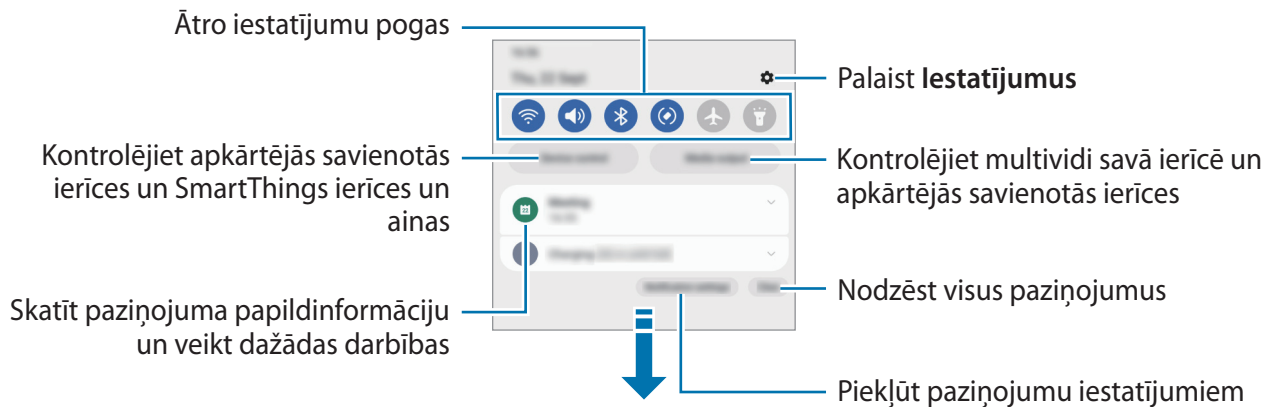 Ātro iestatījumu pogas
Palaist Iestatījumus
Kontrolējiet apkārtējās savienotās
ierīces un SmartThings ierīces un
ainas
Kontrolējiet multividi savā ierīcē un
apkārtējās savienotās ierīces
Skatīt paziņojuma papildinformāciju
un veikt dažādas darbības
Nodzēst visus paziņojumus
Piekļūt paziņojumu iestatījumiem